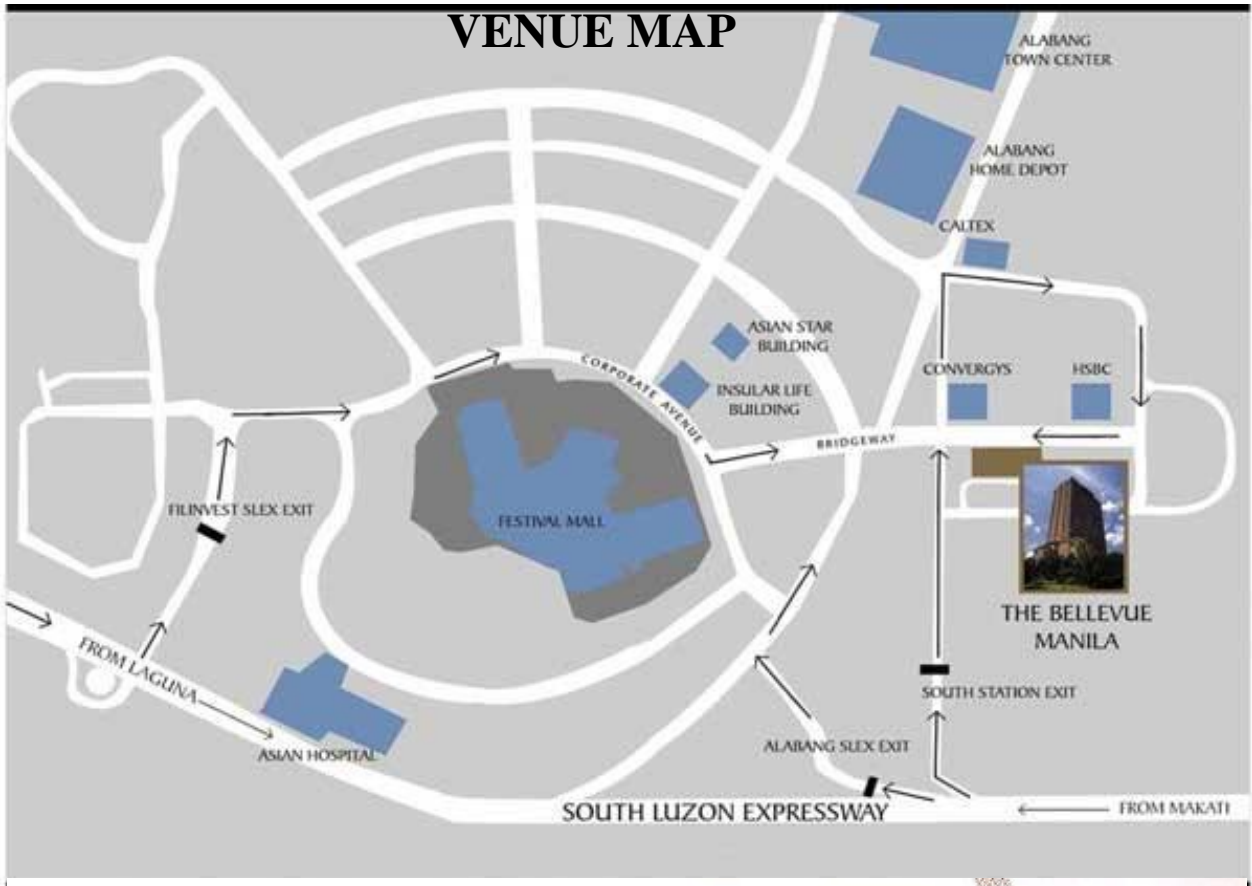 VENUE MAP
ALABANG
TOWN CENTER
ALABANG
HOME DEPOT
CALTEX
ASIAN STAR
BUILDING
CORPORATE AVENUE
CONVERGYS
HSBC
INSULAR LIFE
BUILDING
BRIDGEWAY
FILINVEST SLEX EXIT
FESTIVAL MALL
THE BELLEVUE
MANILA
FROM LAGUNA
SOUTH STATION EXIT
ALABANG SLEX EXIT
ASIAN HOSPITAL
SOUTH LUZON EXPRESSWAY
FROM MAKATI